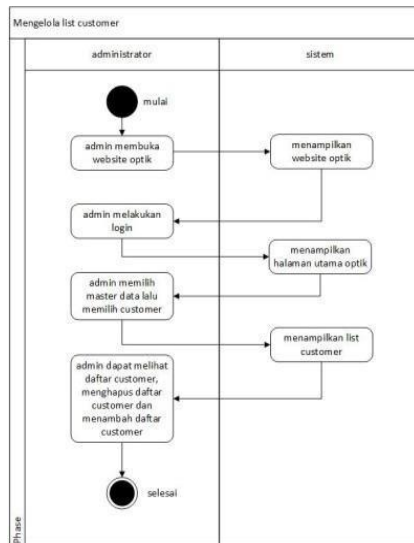 Mengelola list customer
administrator
sistem
mulai
admin membuka
website optik
menampilkan
website optik
admin melakukan
login
menampilkan
halaman utama optik
admin memilih
master data lalu
memilih customer
menampilkan list
customer
admin dapat melihat
daftar customer,
menghapus daftar
customer dan
menambah daftar
customer
selesai
Phase